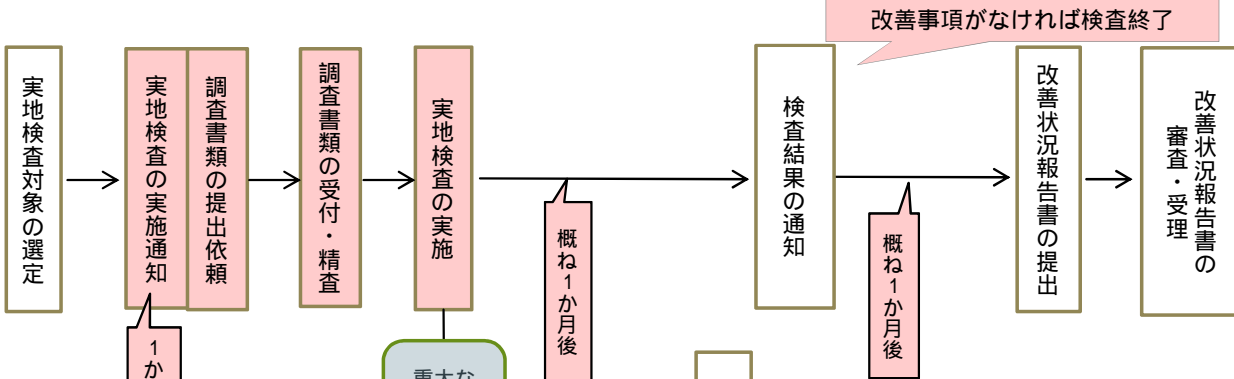 改善事項がなければ検査終了
実地検査対象の選定
実地検査の実施通知
調査書類の提出依頼
調査書類の受付・精査
実地検査の実施
検査結果の通知
改善状況報告書の提出
改善状況報告書の
審査・受理
概ね1か月後
概ね1か月後
1か
重大な